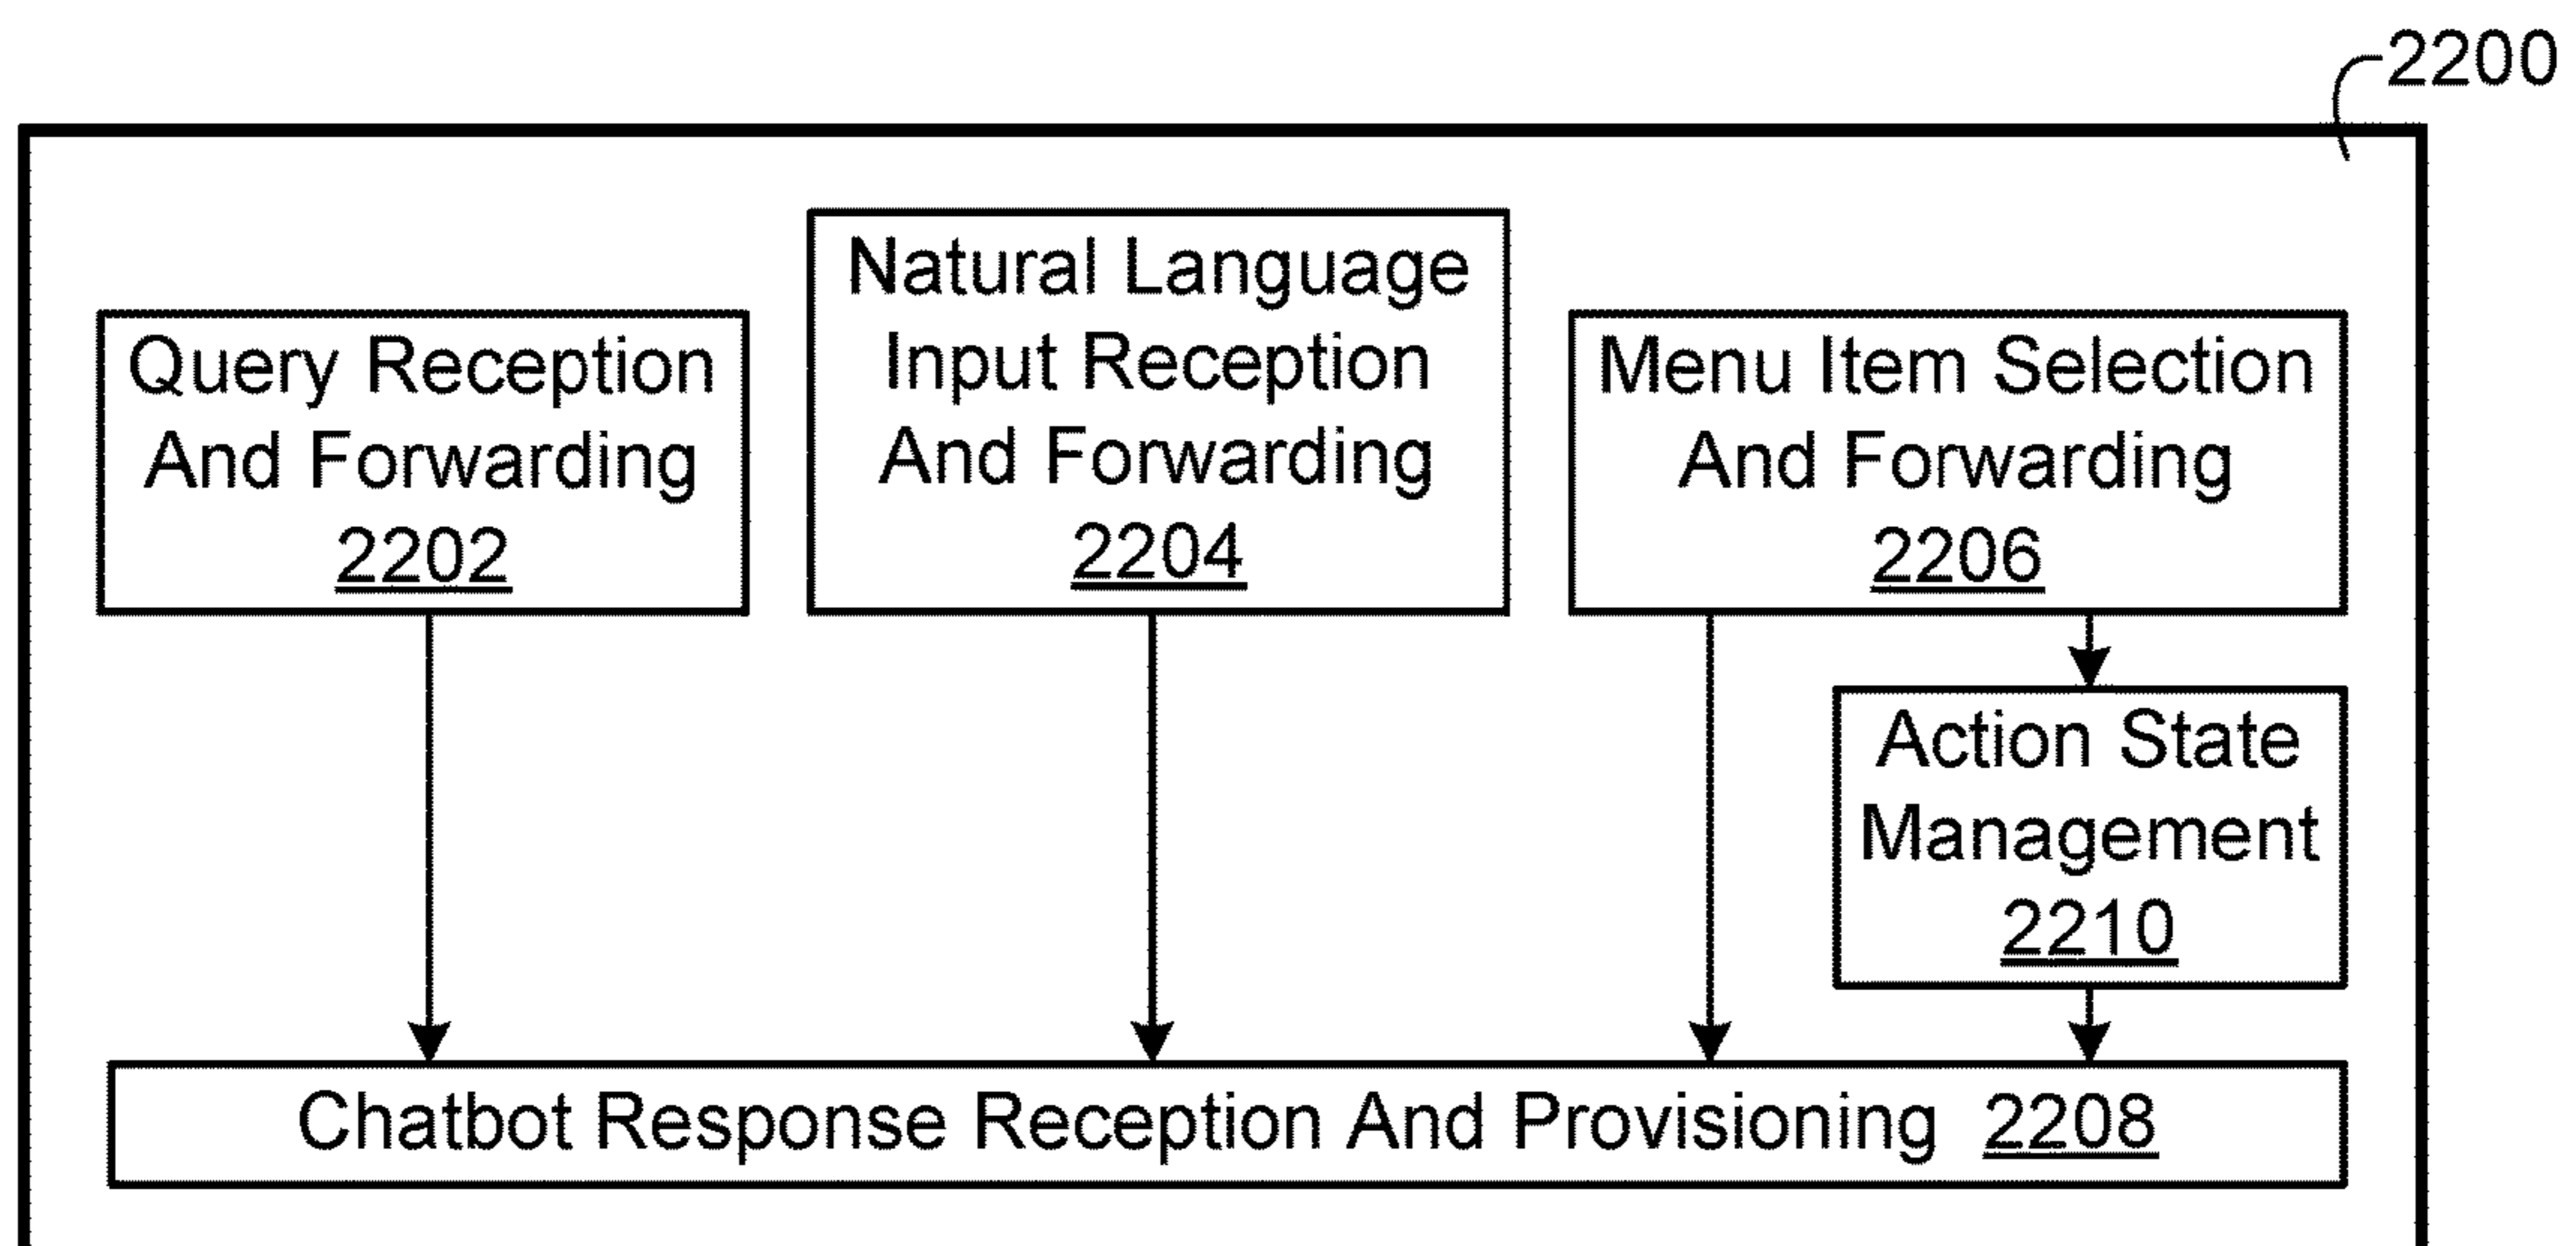 2200
Query Reception
And Forwarding
2202
Natural Language
Input Reception
And Forwarding
2204
Menu Item Selection
And Forwarding
2206
Action State
Management
2210
Chatbot Response Reception And Provisioning 2208